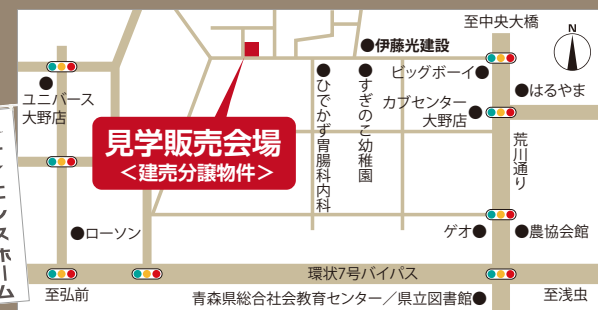 至中央大橋
N
●伊藤光建設
ビッグボーイ●
●はるやま
ユニバース
大野店
カブセンター
大野店
●ひでかず胃腸科内科
●すぎのこ幼稚園
見学販売会場
<建売分譲物件>
荒川通り
●ローソン
ゲオ●
●農協会館
環状7号バイパス
至弘前
青森県総合社会教育センター／県立図書館●
至浅虫
スホーム